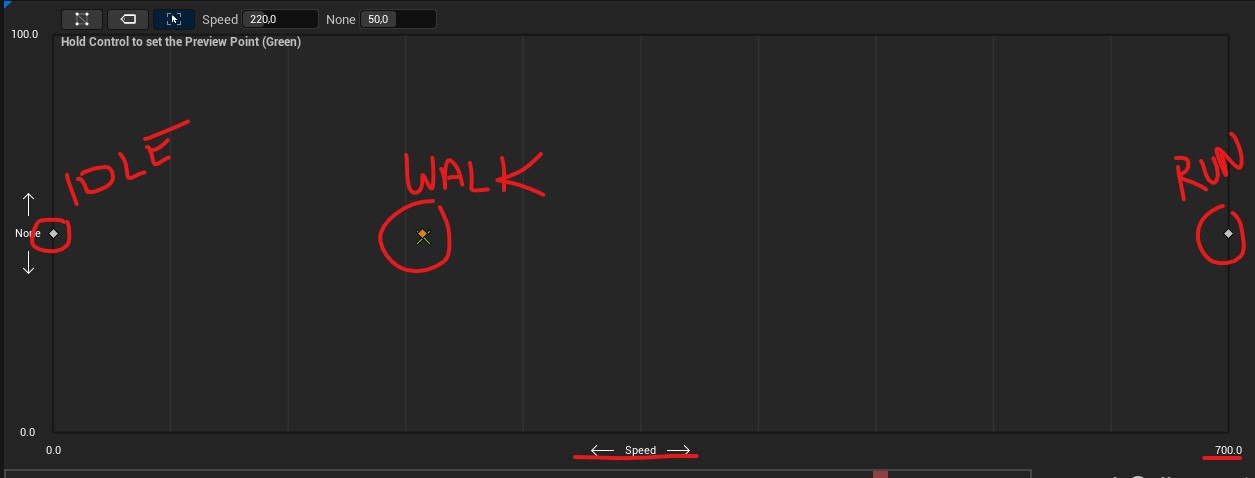 Speed 220,0 None 50,0
100.0
Hold Control to set the Preview Point (Green)
IDLE
WALK
RUN
None
0.0
0.0 Speed 700.0